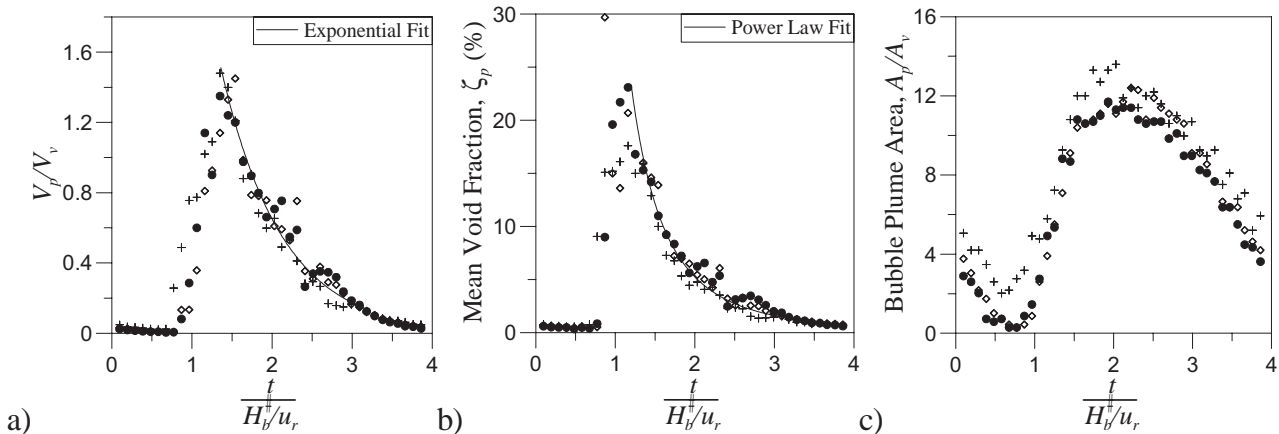 1.6
1.2
0.8
0.4
0
V_p/V_v
Exponential Fit
0 1 2 3 4
t
H_b^‡/u_r
a)
30
20
10
0
Mean Void Fraction, ζ_p (%)
Power Law Fit
0 1 2 3 4
t
H_b^‡/u_r
b)
16
12
8
4
0
Bubble Plume Area, A_p/A_v
0 1 2 3 4
t
H_b^‡/u_r
c)